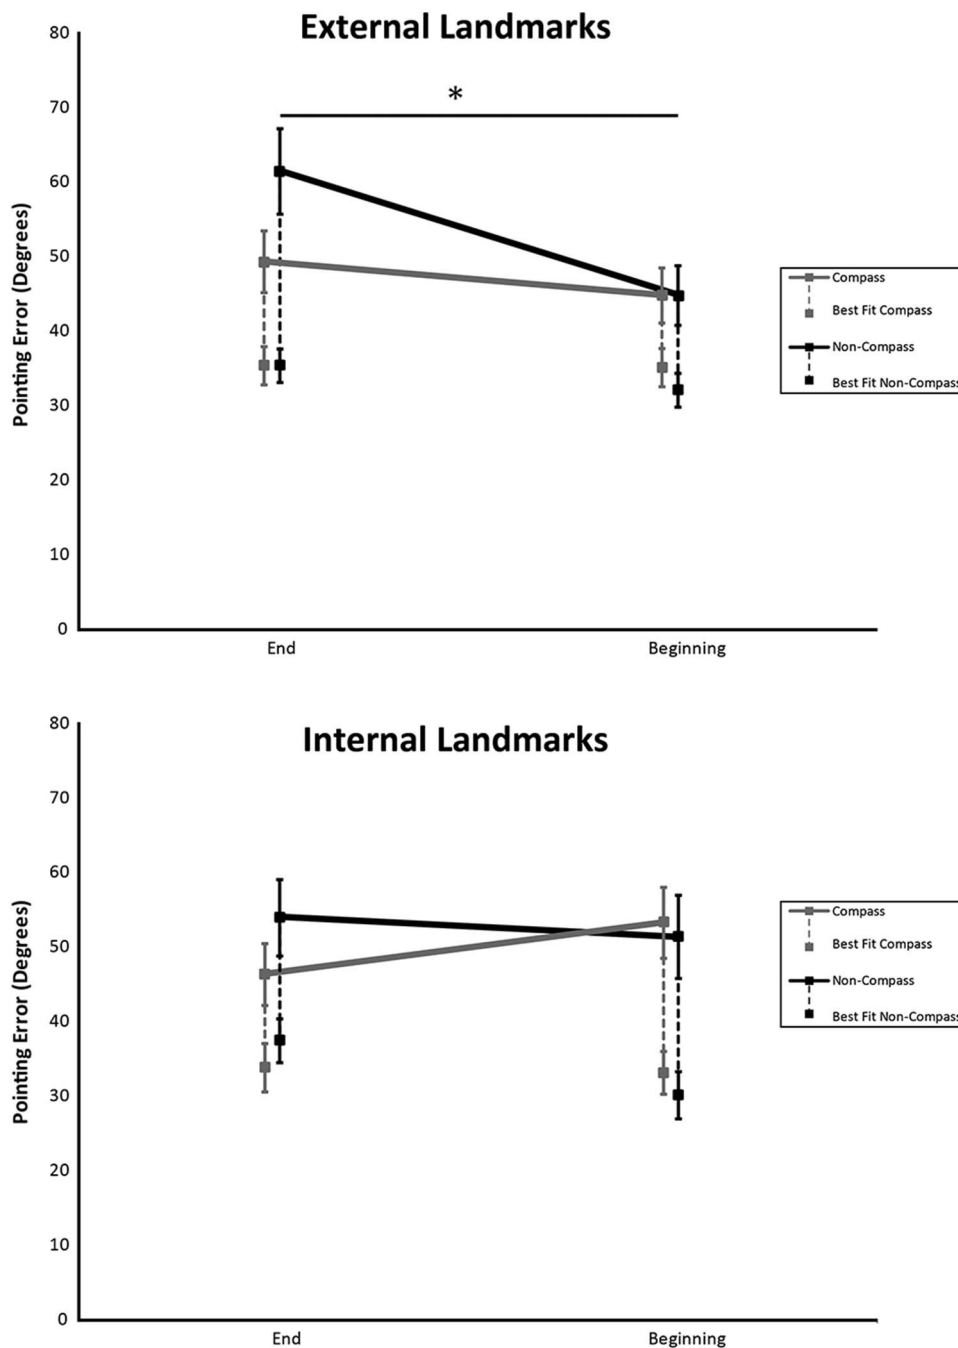 External Landmarks
80
70
60
50
40
30
20
10
0
Pointing Error (Degrees)
*
End
Beginning
Compass
Best Fit Compass
Non-Compass
Best Fit Non-Compass
Internal Landmarks
80
70
60
50
40
30
20
10
0
Pointing Error (Degrees)
End
Beginning
Compass
Best Fit Compass
Non-Compass
Best Fit Non-Compass